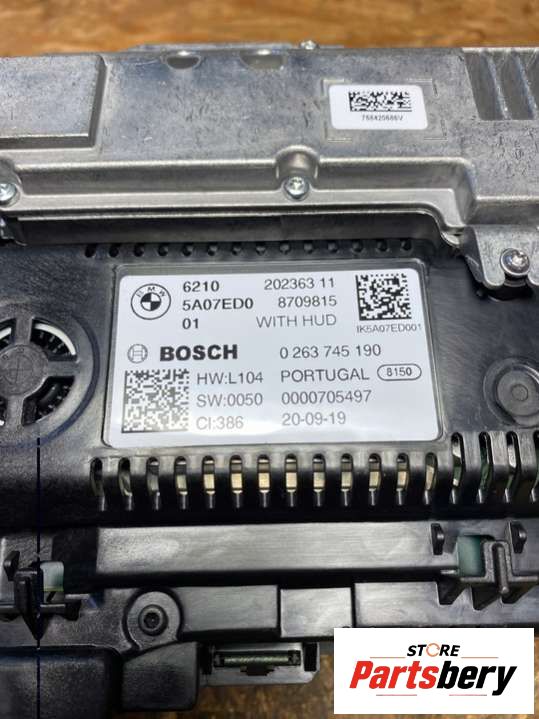 768420686V
BMW
6210 202363 11
5A07ED0 8709815
01 WITH HUD
IK5A07ED001
BOSCH 0 263 745 190
HW:L104 PORTUGAL 8150
SW:0050 0000705497
CI:386 20-09-19
STORE
Partsbery